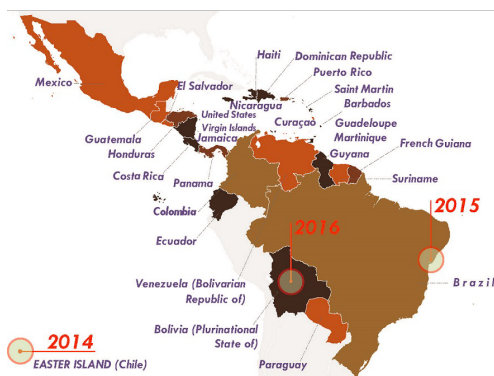 Haiti
Dominican Republic
Puerto Rico
Mexico
El Salvador
Saint Martin
Nicaragua
Barbados
United States
Virgin Islands
Curaçaò
Guadeloupe
Martinique
Guatemala
Jamaica
French Guiana
Honduras
Guyana
Costa Rica
Suriname
Panama
Colombia
2015
2016
Ecuador
Venezuela (Bolivarian
Republic of)
Brazil
Bolivia (Plurinational
State of)
2014
EASTER ISLAND (Chile)
Paraguay